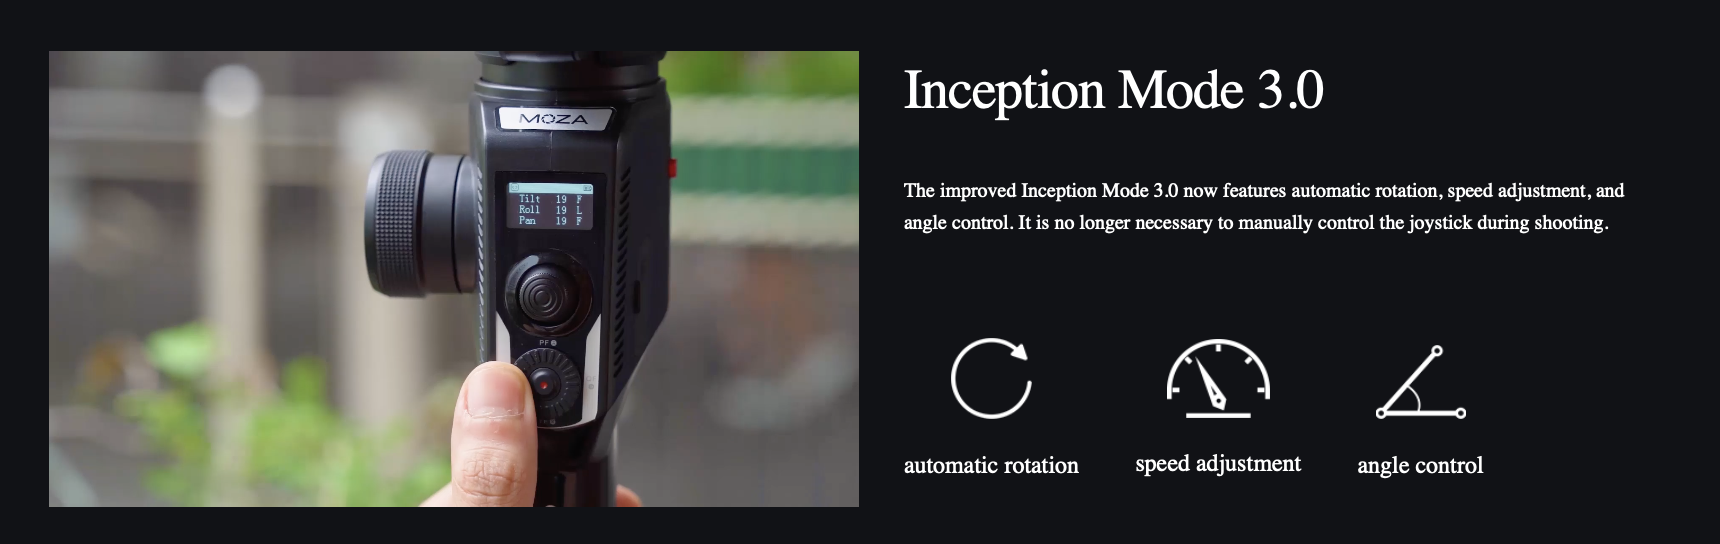 MOZA
Tilt 19 F
Roll 19 L
Pan 19 F
PF
Inception Mode 3.0
The improved Inception Mode 3.0 now features automatic rotation, speed adjustment, and
angle control. It is no longer necessary to manually control the joystick during shooting.
automatic rotation
speed adjustment
angle control